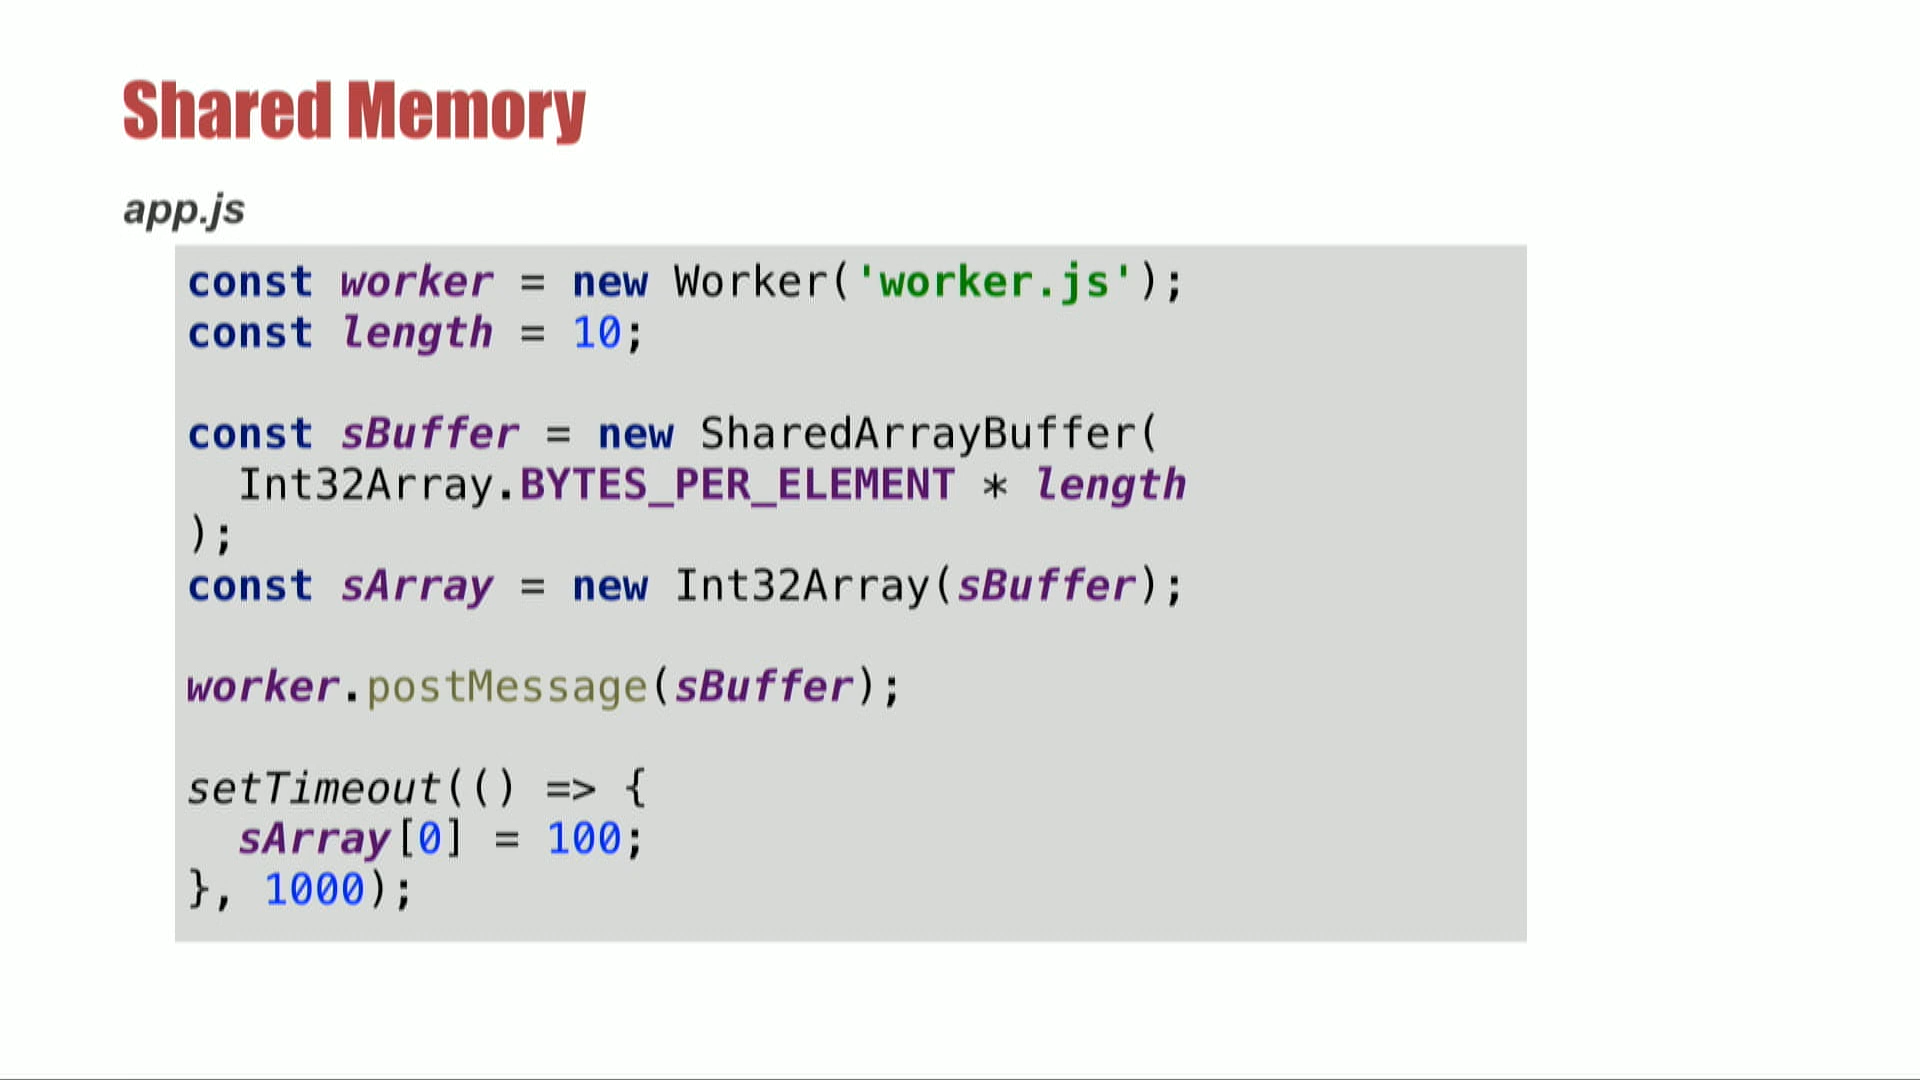 Shared Memory
app.js
const worker = new Worker('worker.js');
const length = 10;
const sBuffer = new SharedArrayBuffer(
  Int32Array.BYTES_PER_ELEMENT * length
);
const sArray = new Int32Array(sBuffer);
worker.postMessage(sBuffer);
setTimeout(() => {
  sArray[0] = 100;
}, 1000);